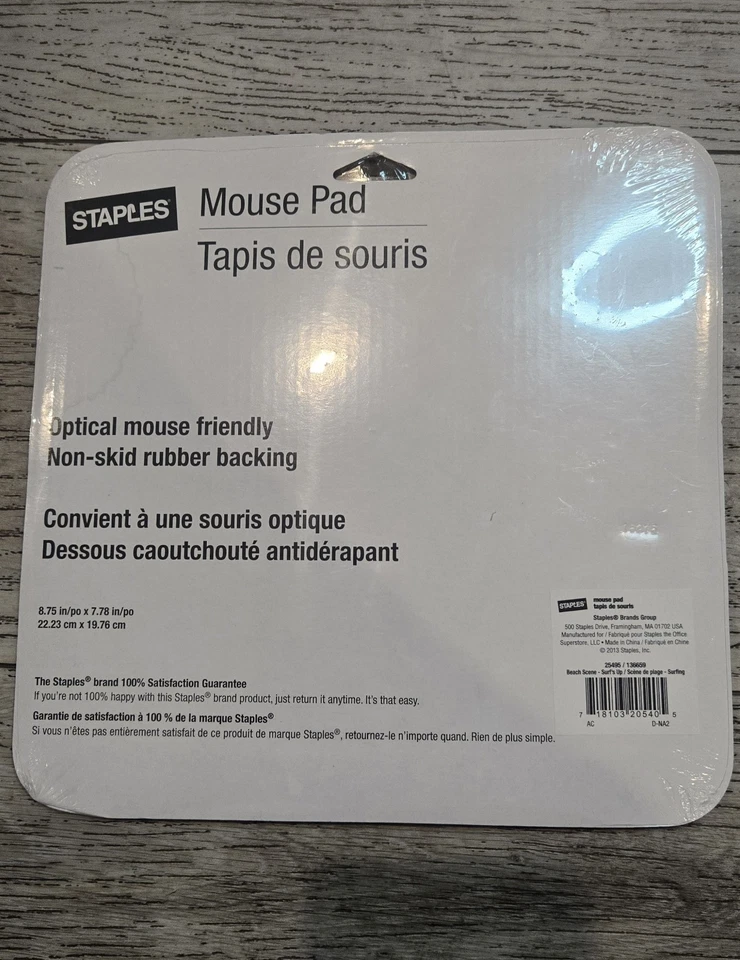 STAPLES®
Mouse Pad
Tapis de souris
Optical mouse friendly
Non-skid rubber backing
Convient à une souris optique
Dessous caoutchouté antidérapant
8.75 in/po x 7.78 in/po
22.23 cm x 19.76 cm
The Staples® brand 100% Satisfaction Guarantee
If you're not 100% happy with this Staples® brand product, just return it anytime. It's that easy.
Garantie de satisfaction à 100 % de la marque Staples®
Si vous n'êtes pas entièrement satisfait de ce produit de marque Staples®, retournez-le n'importe quand. Rien de plus simple.
STAPLES
mouse pad
tapis de souris
Staples® Brands Group
500 Staples Drive, Framingham, MA 01702 USA
Manufactured for / Fabriqué pour Staples the Office
Superstore, LLC • Made in China / Fabriqué en Chine
© 2013 Staples, Inc.
25495 / 136659
Beach Scene - Surf's Up / Scène de plage - Surfing
7 18103 20540 5
AC D-NA2